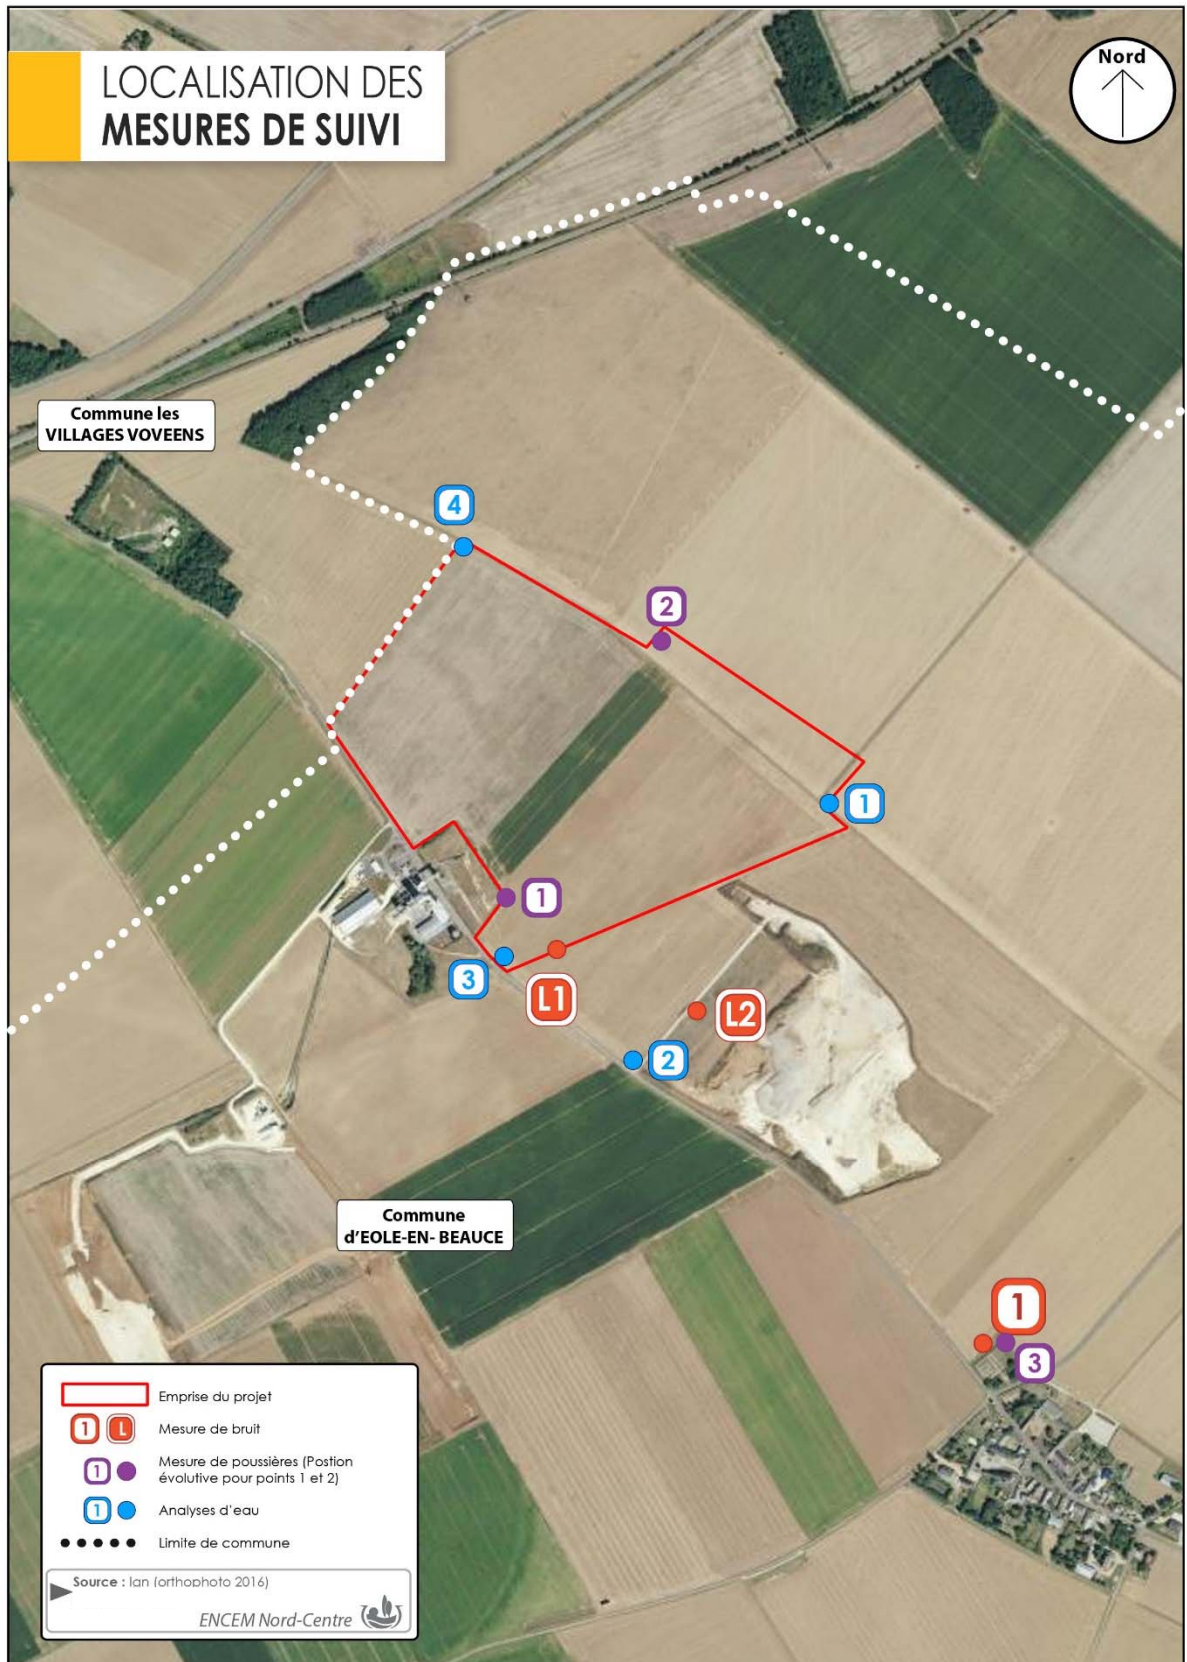 LOCALISATION DES
MESURES DE SUIVI
Nord
Commune les
VILLAGES VOVEENS
4
2
1
1
3
L1
L2
2
Commune
d'EOLE-EN- BEAUCE
1
3
Emprise du projet
1 L Mesure de bruit
1 Mesure de poussières (Postion
évolutive pour points 1 et 2)
1 Analyses d'eau
Limite de commune
Source : Ian (orthophoto 2016)
ENCEM Nord-Centre